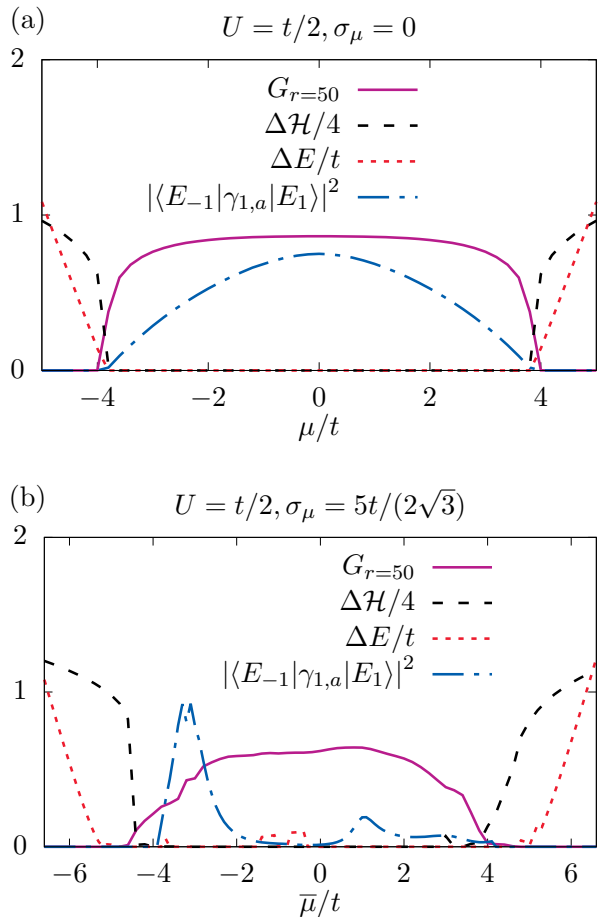 (a)
U = t/2, σ_μ = 0
2
1
0
G_{r=50}
Δℋ/4
ΔE/t
|⟨E_{−1}|γ_{1,a}|E_1⟩|²
−4 −2 0 2 4
μ/t
(b)
U = t/2, σ_μ = 5t/(2√3)
2
1
0
G_{r=50}
Δℋ/4
ΔE/t
|⟨E_{−1}|γ_{1,a}|E_1⟩|²
−6 −4 −2 0 2 4 6
μ̅/t